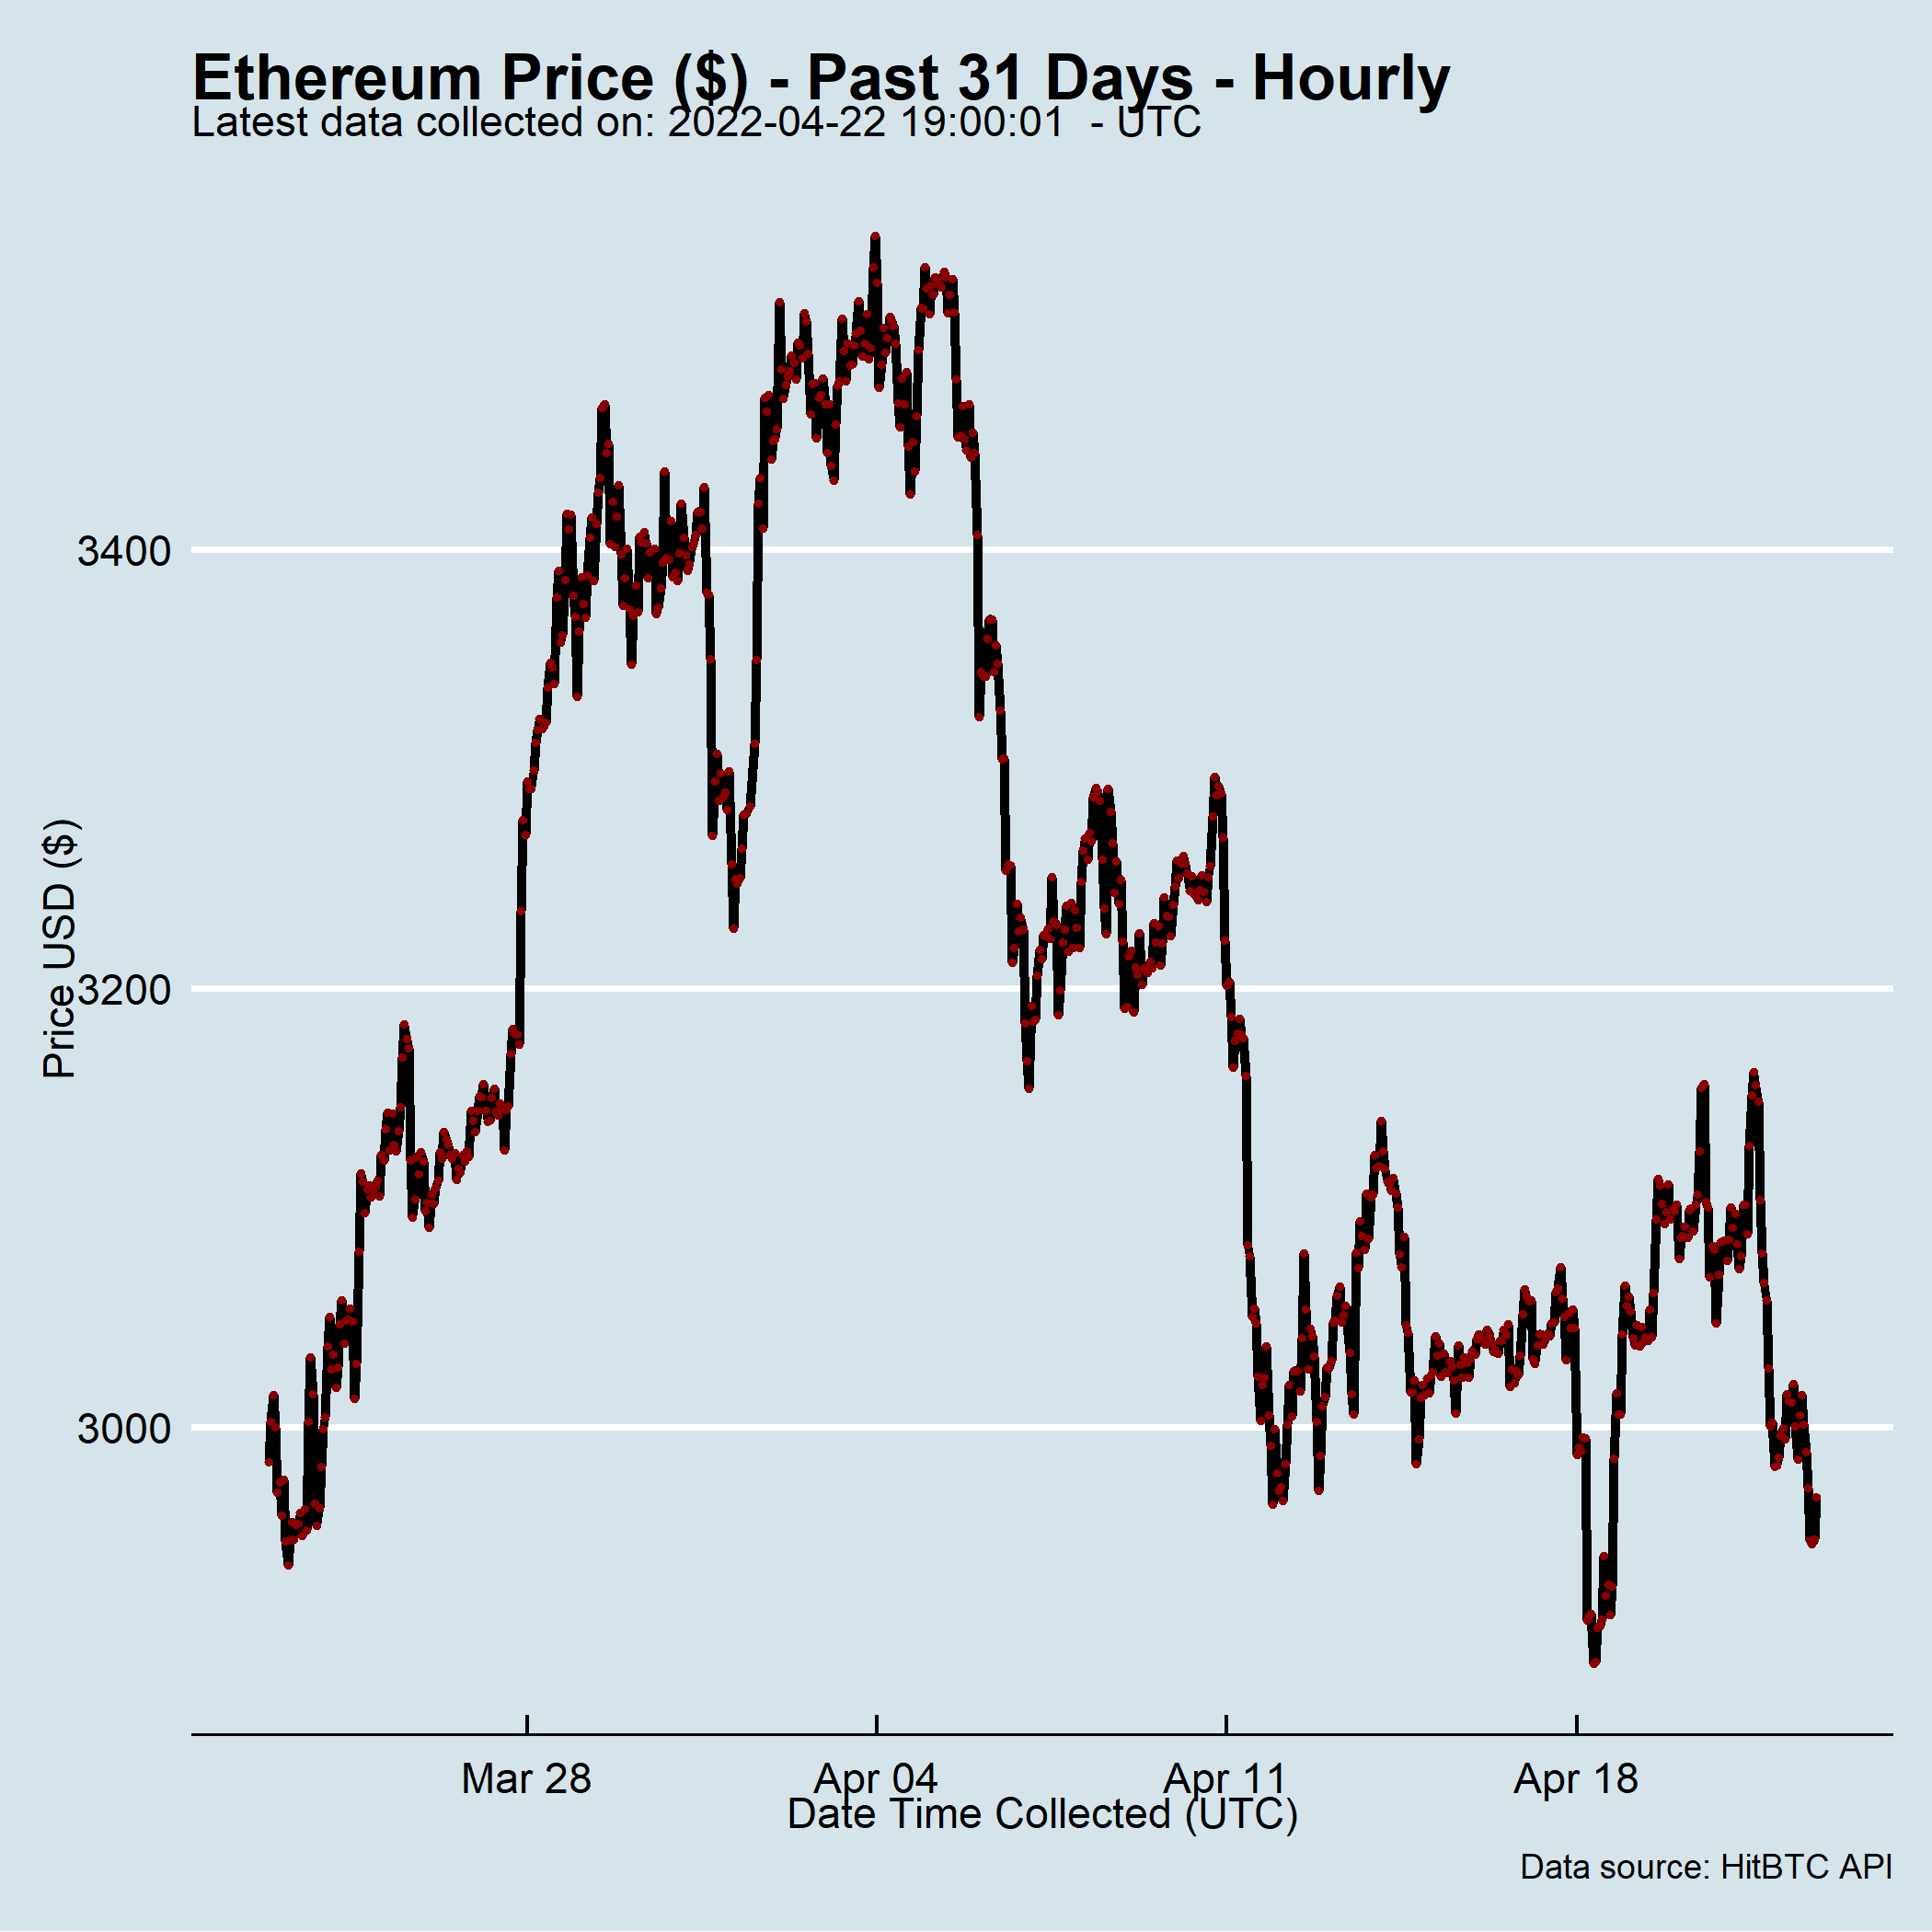 Ethereum Price ($) - Past 31 Days - Hourly
Latest data collected on: 2022-04-22 19:00:01  - UTC
3400
3200
3000
Price USD ($)
Mar 28
Apr 04
Apr 11
Apr 18
Date Time Collected (UTC)
Data source: HitBTC API